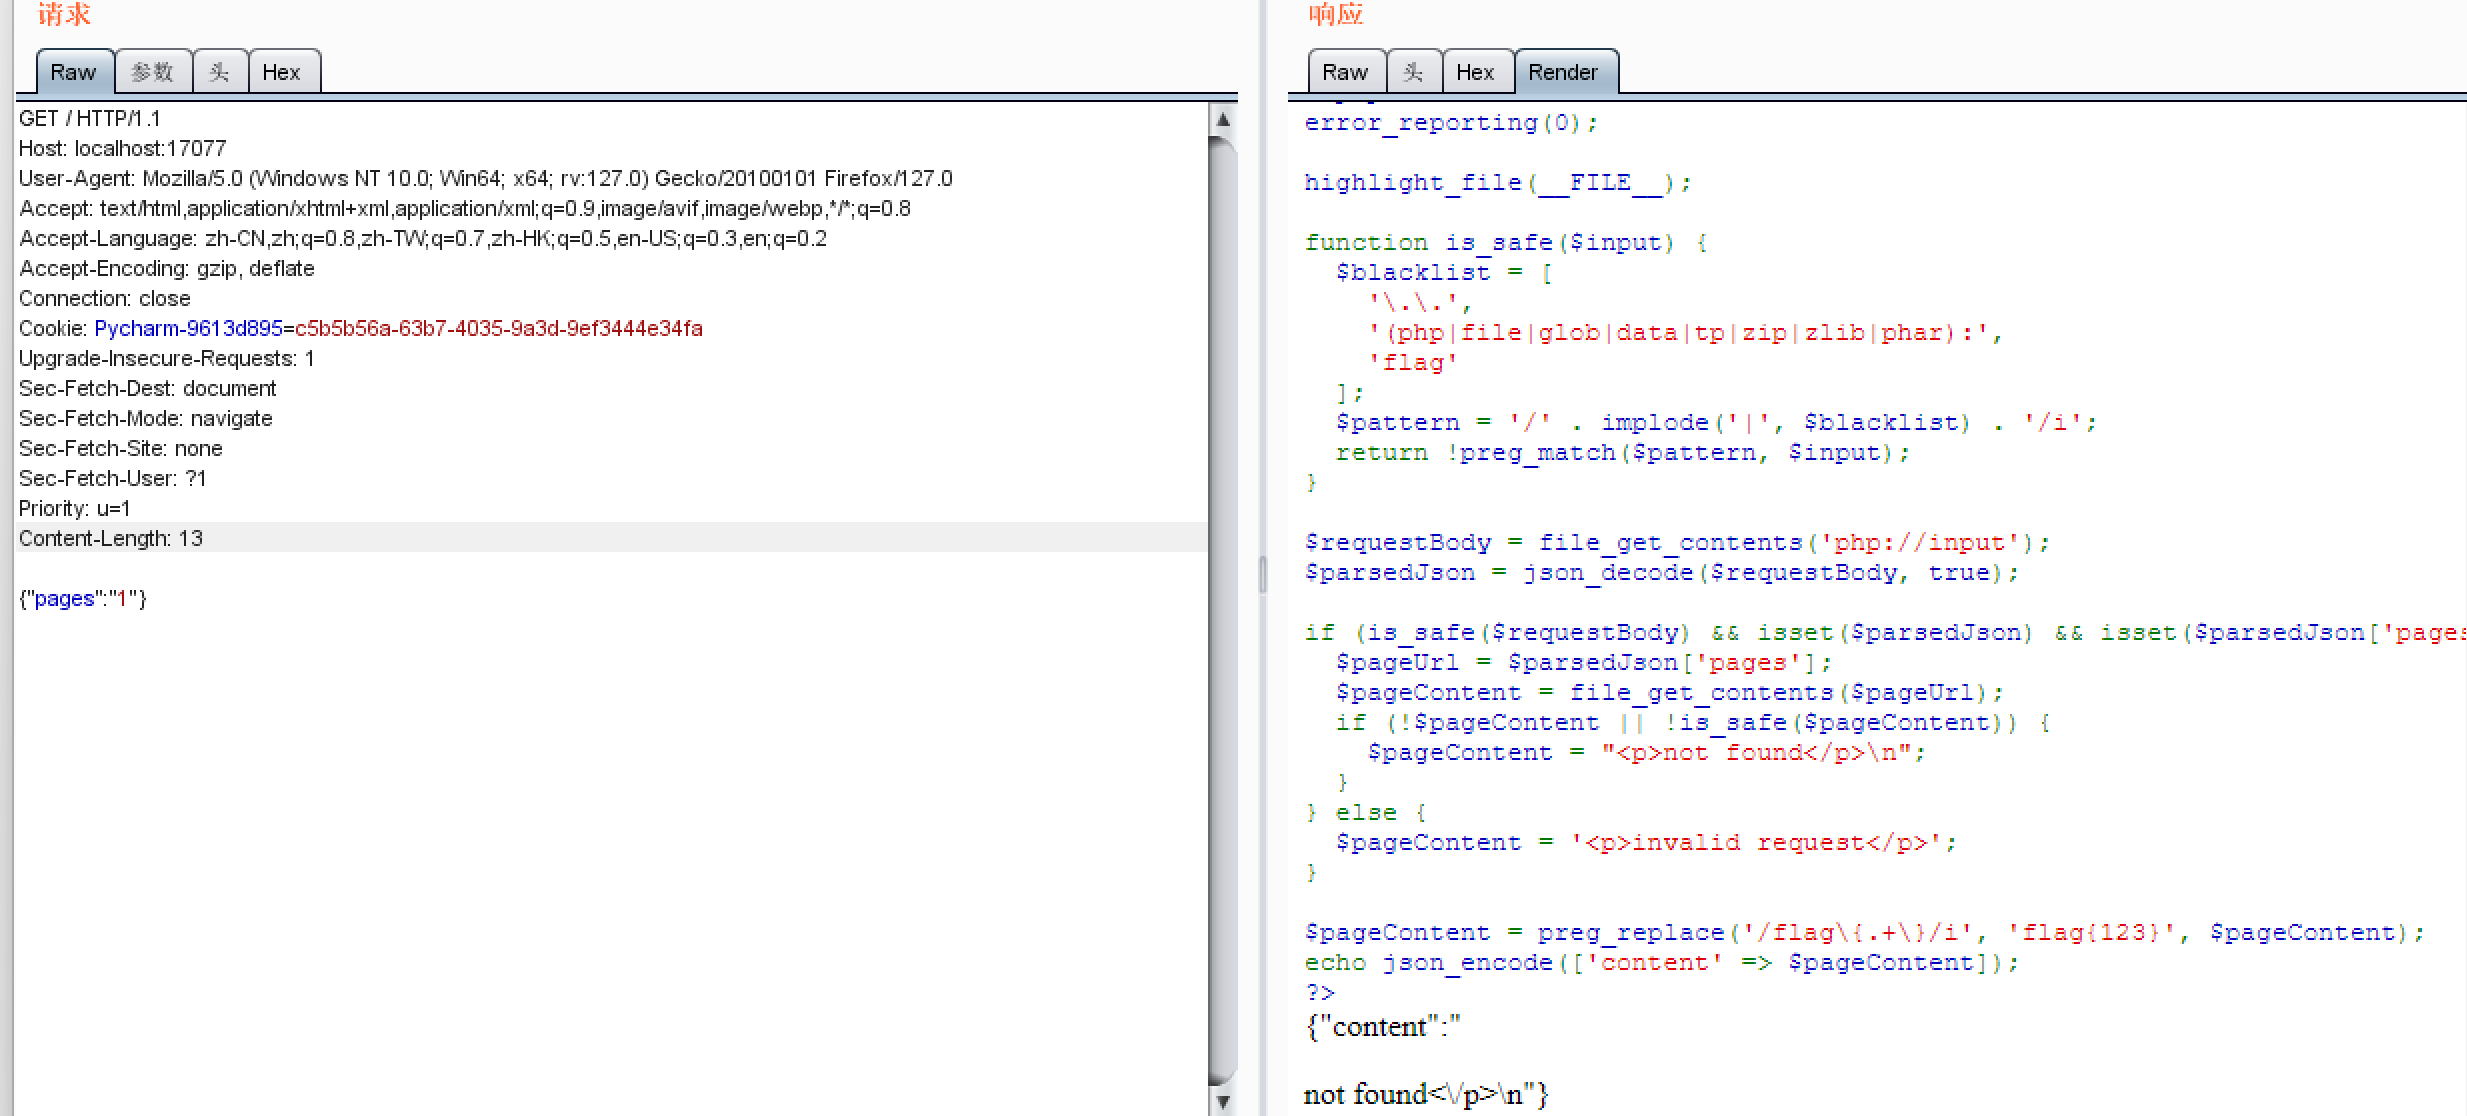 请求
Raw 参数 头 Hex
GET / HTTP/1.1
Host: localhost:17077
User-Agent: Mozilla/5.0 (Windows NT 10.0; Win64; x64; rv:127.0) Gecko/20100101 Firefox/127.0
Accept: text/html,application/xhtml+xml,application/xml;q=0.9,image/avif,image/webp,*/*;q=0.8
Accept-Language: zh-CN,zh;q=0.8,zh-TW;q=0.7,zh-HK;q=0.5,en-US;q=0.3,en;q=0.2
Accept-Encoding: gzip, deflate
Connection: close
Cookie: Pycharm-9613d895=c5b5b56a-63b7-4035-9a3d-9ef3444e34fa
Upgrade-Insecure-Requests: 1
Sec-Fetch-Dest: document
Sec-Fetch-Mode: navigate
Sec-Fetch-Site: none
Sec-Fetch-User: ?1
Priority: u=1
Content-Length: 13
{"pages":"1"}
响应
Raw 头 Hex Render
error_reporting(0);
highlight_file(__FILE__);
function is_safe($input) {
$blacklist = [
'\.\.',
'(php|file|glob|data|tp|zip|zlib|phar):',
'flag'
];
$pattern = '/' . implode('|', $blacklist) . '/i';
return !preg_match($pattern, $input);
}
$requestBody = file_get_contents('php://input');
$parsedJson = json_decode($requestBody, true);
if (is_safe($requestBody) && isset($parsedJson) && isset($parsedJson['pages
$pageUrl = $parsedJson['pages'];
$pageContent = file_get_contents($pageUrl);
if (!$pageContent || !is_safe($pageContent)) {
$pageContent = "<p>not found</p>\n";
}
} else {
$pageContent = '<p>invalid request</p>';
}
$pageContent = preg_replace('/flag\{.+\}/i', 'flag{123}', $pageContent);
echo json_encode(['content' => $pageContent]);
?>
{"content":"
not found<\/p>\n"}